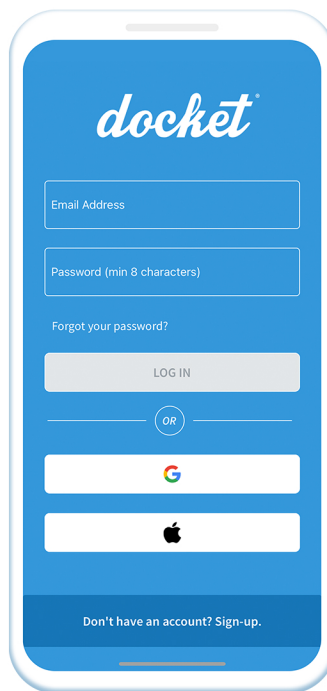 docket
Email Address
Password (min 8 characters)
Forgot your password?
LOG IN
OR
Don't have an account? Sign-up.